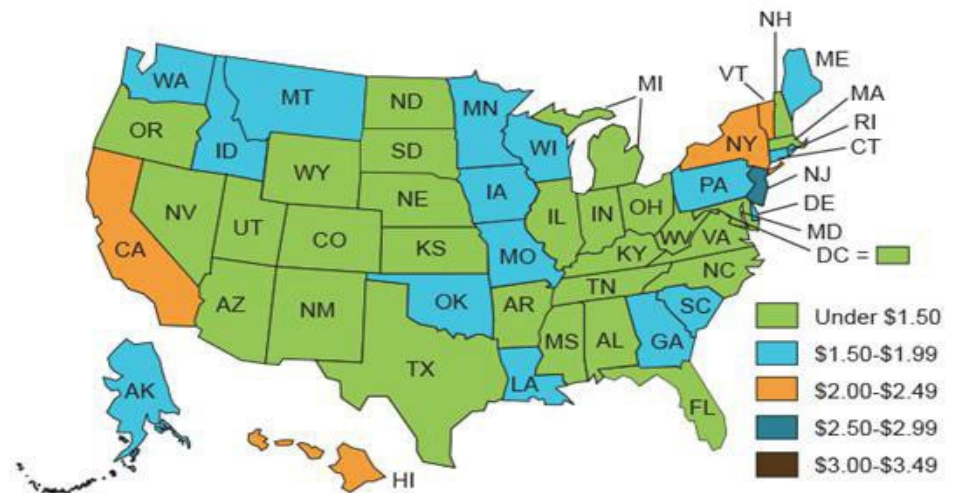 NH
ME
VT
MI
MA
WA
MT
ND
MN
RI
OR
CT
ID
SD
WI
NY
WY
NJ
PA
IA
NE
DE
NV
IL
IN
OH
MD
UT
CO
WV
VA
CA
KS
MO
KY
DC =
NC
TN
AZ
NM
OK
AR
SC
Under $1.50
MS
AL
GA
$1.50-$1.99
TX
LA
AK
$2.00-$2.49
FL
$2.50-$2.99
$3.00-$3.49
HI